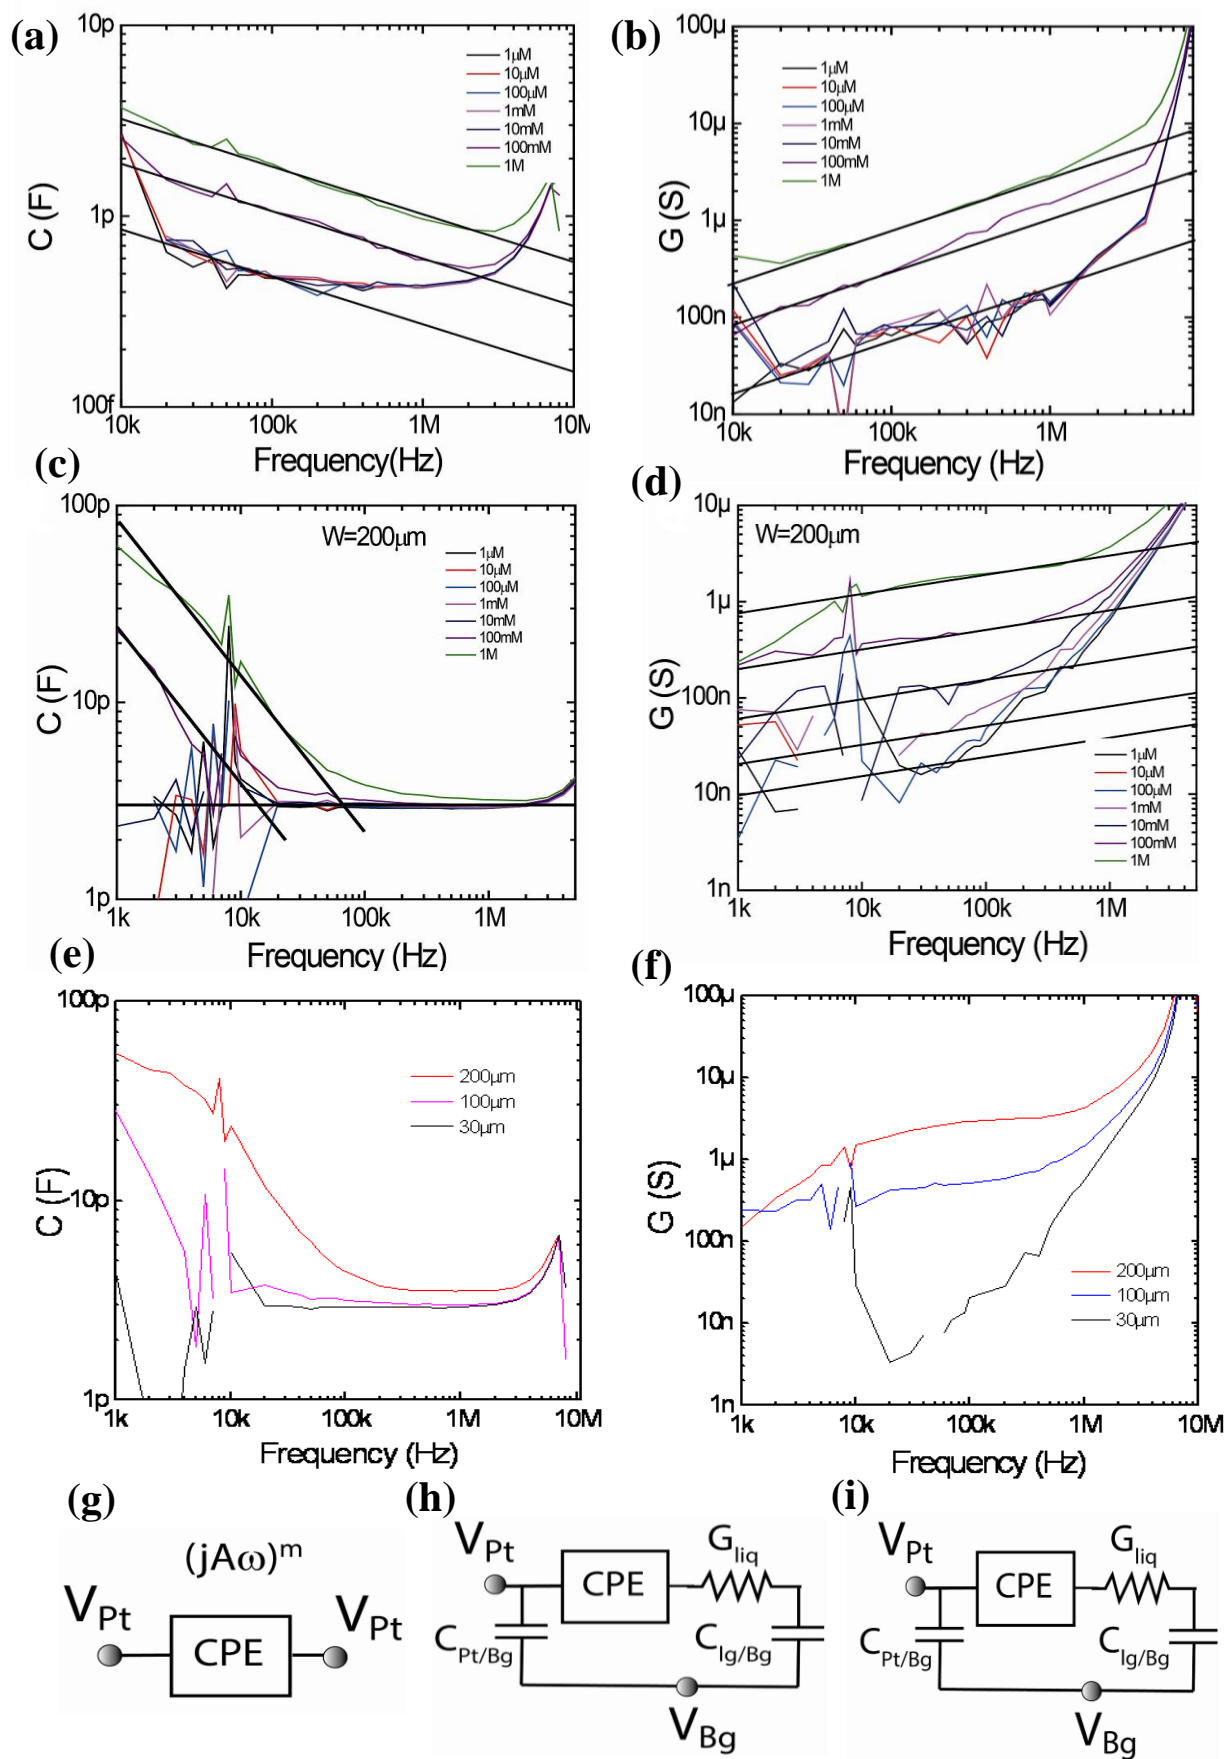 (a)
10p
1p
100f
C (F)
1µM
10µM
100µM
1mM
10mM
100mM
1M
10k
100k
1M
10M
Frequency(Hz)
(b)
100µ
10µ
1µ
100n
10n
G (S)
1µM
10µM
100µM
1mM
10mM
100mM
1M
10k
100k
1M
Frequency (Hz)
(c)
100p
10p
1p
C (F)
W=200µm
1µM
10µM
100µM
1mM
10mM
100mM
1M
1k
10k
100k
1M
Frequency (Hz)
(d)
10µ
1µ
100n
10n
1n
G (S)
W=200µm
1µM
10µM
100µM
1mM
10mM
100mM
1M
1k
10k
100k
1M
Frequency (Hz)
(e)
100p
10p
1p
C (F)
200µm
100µm
30µm
1k
10k
100k
1M
10M
Frequency (Hz)
(f)
100µ
10µ
1µ
100n
10n
1n
G (S)
200µm
100µm
30µm
1k
10k
100k
1M
10M
Frequency (Hz)
(g)
(jAω)^m
V_Pt
CPE
V_Pt
(h)
V_Pt
CPE
G_liq
C_Pt/Bg
C_lg/Bg
V_Bg
(i)
V_Pt
CPE
G_liq
C_Pt/Bg
C_lg/Bg
V_Bg